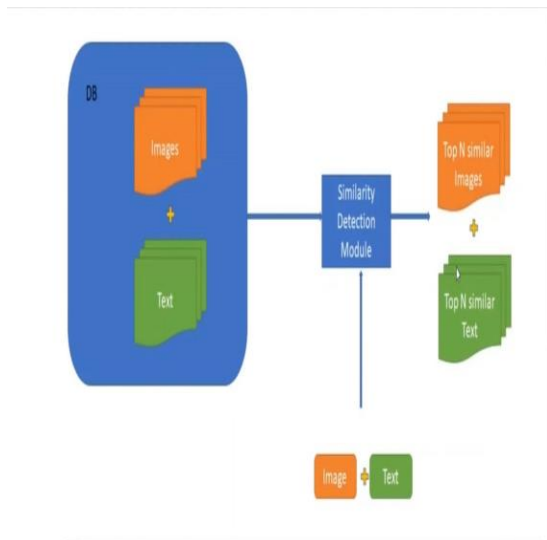 DB
Images
+
Text
Similarity
Detection
Module
Top N similar
Images
+
Top N similar
Text
Image + Text